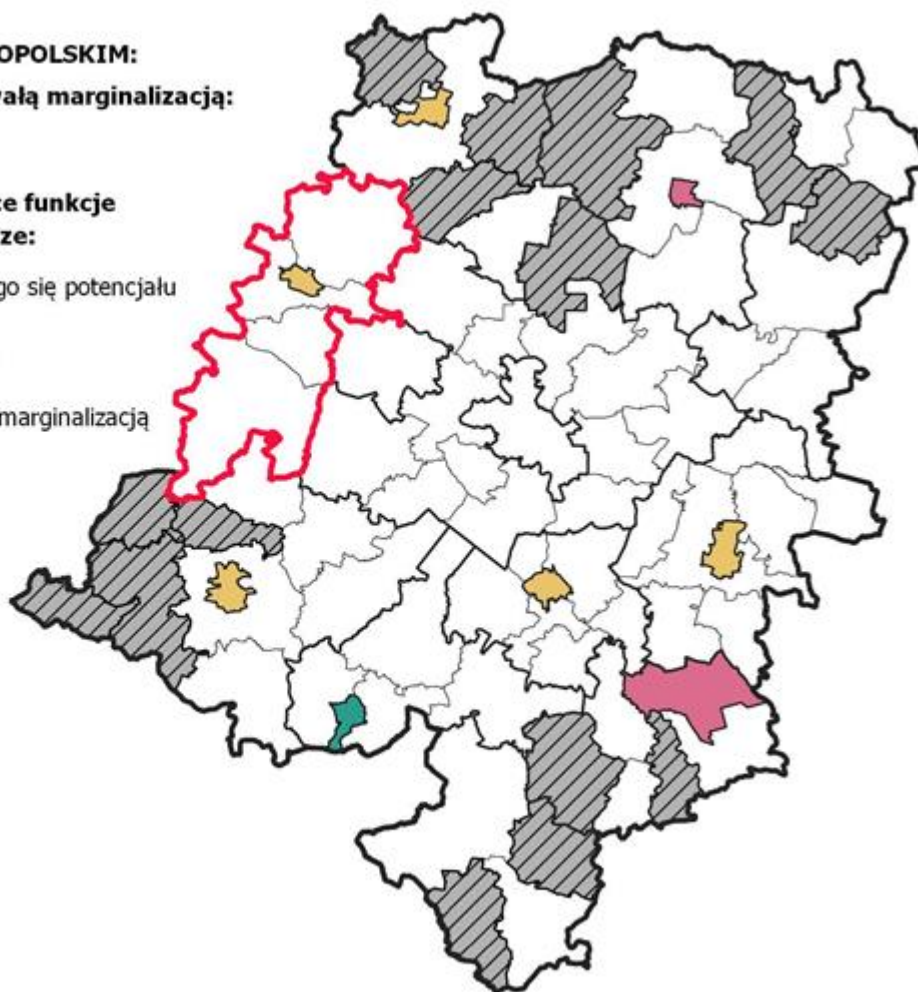 OPOLSKIM:
wałą marginalizacją:
ce funkcje
ze:
go się potencjału
marginalizacją